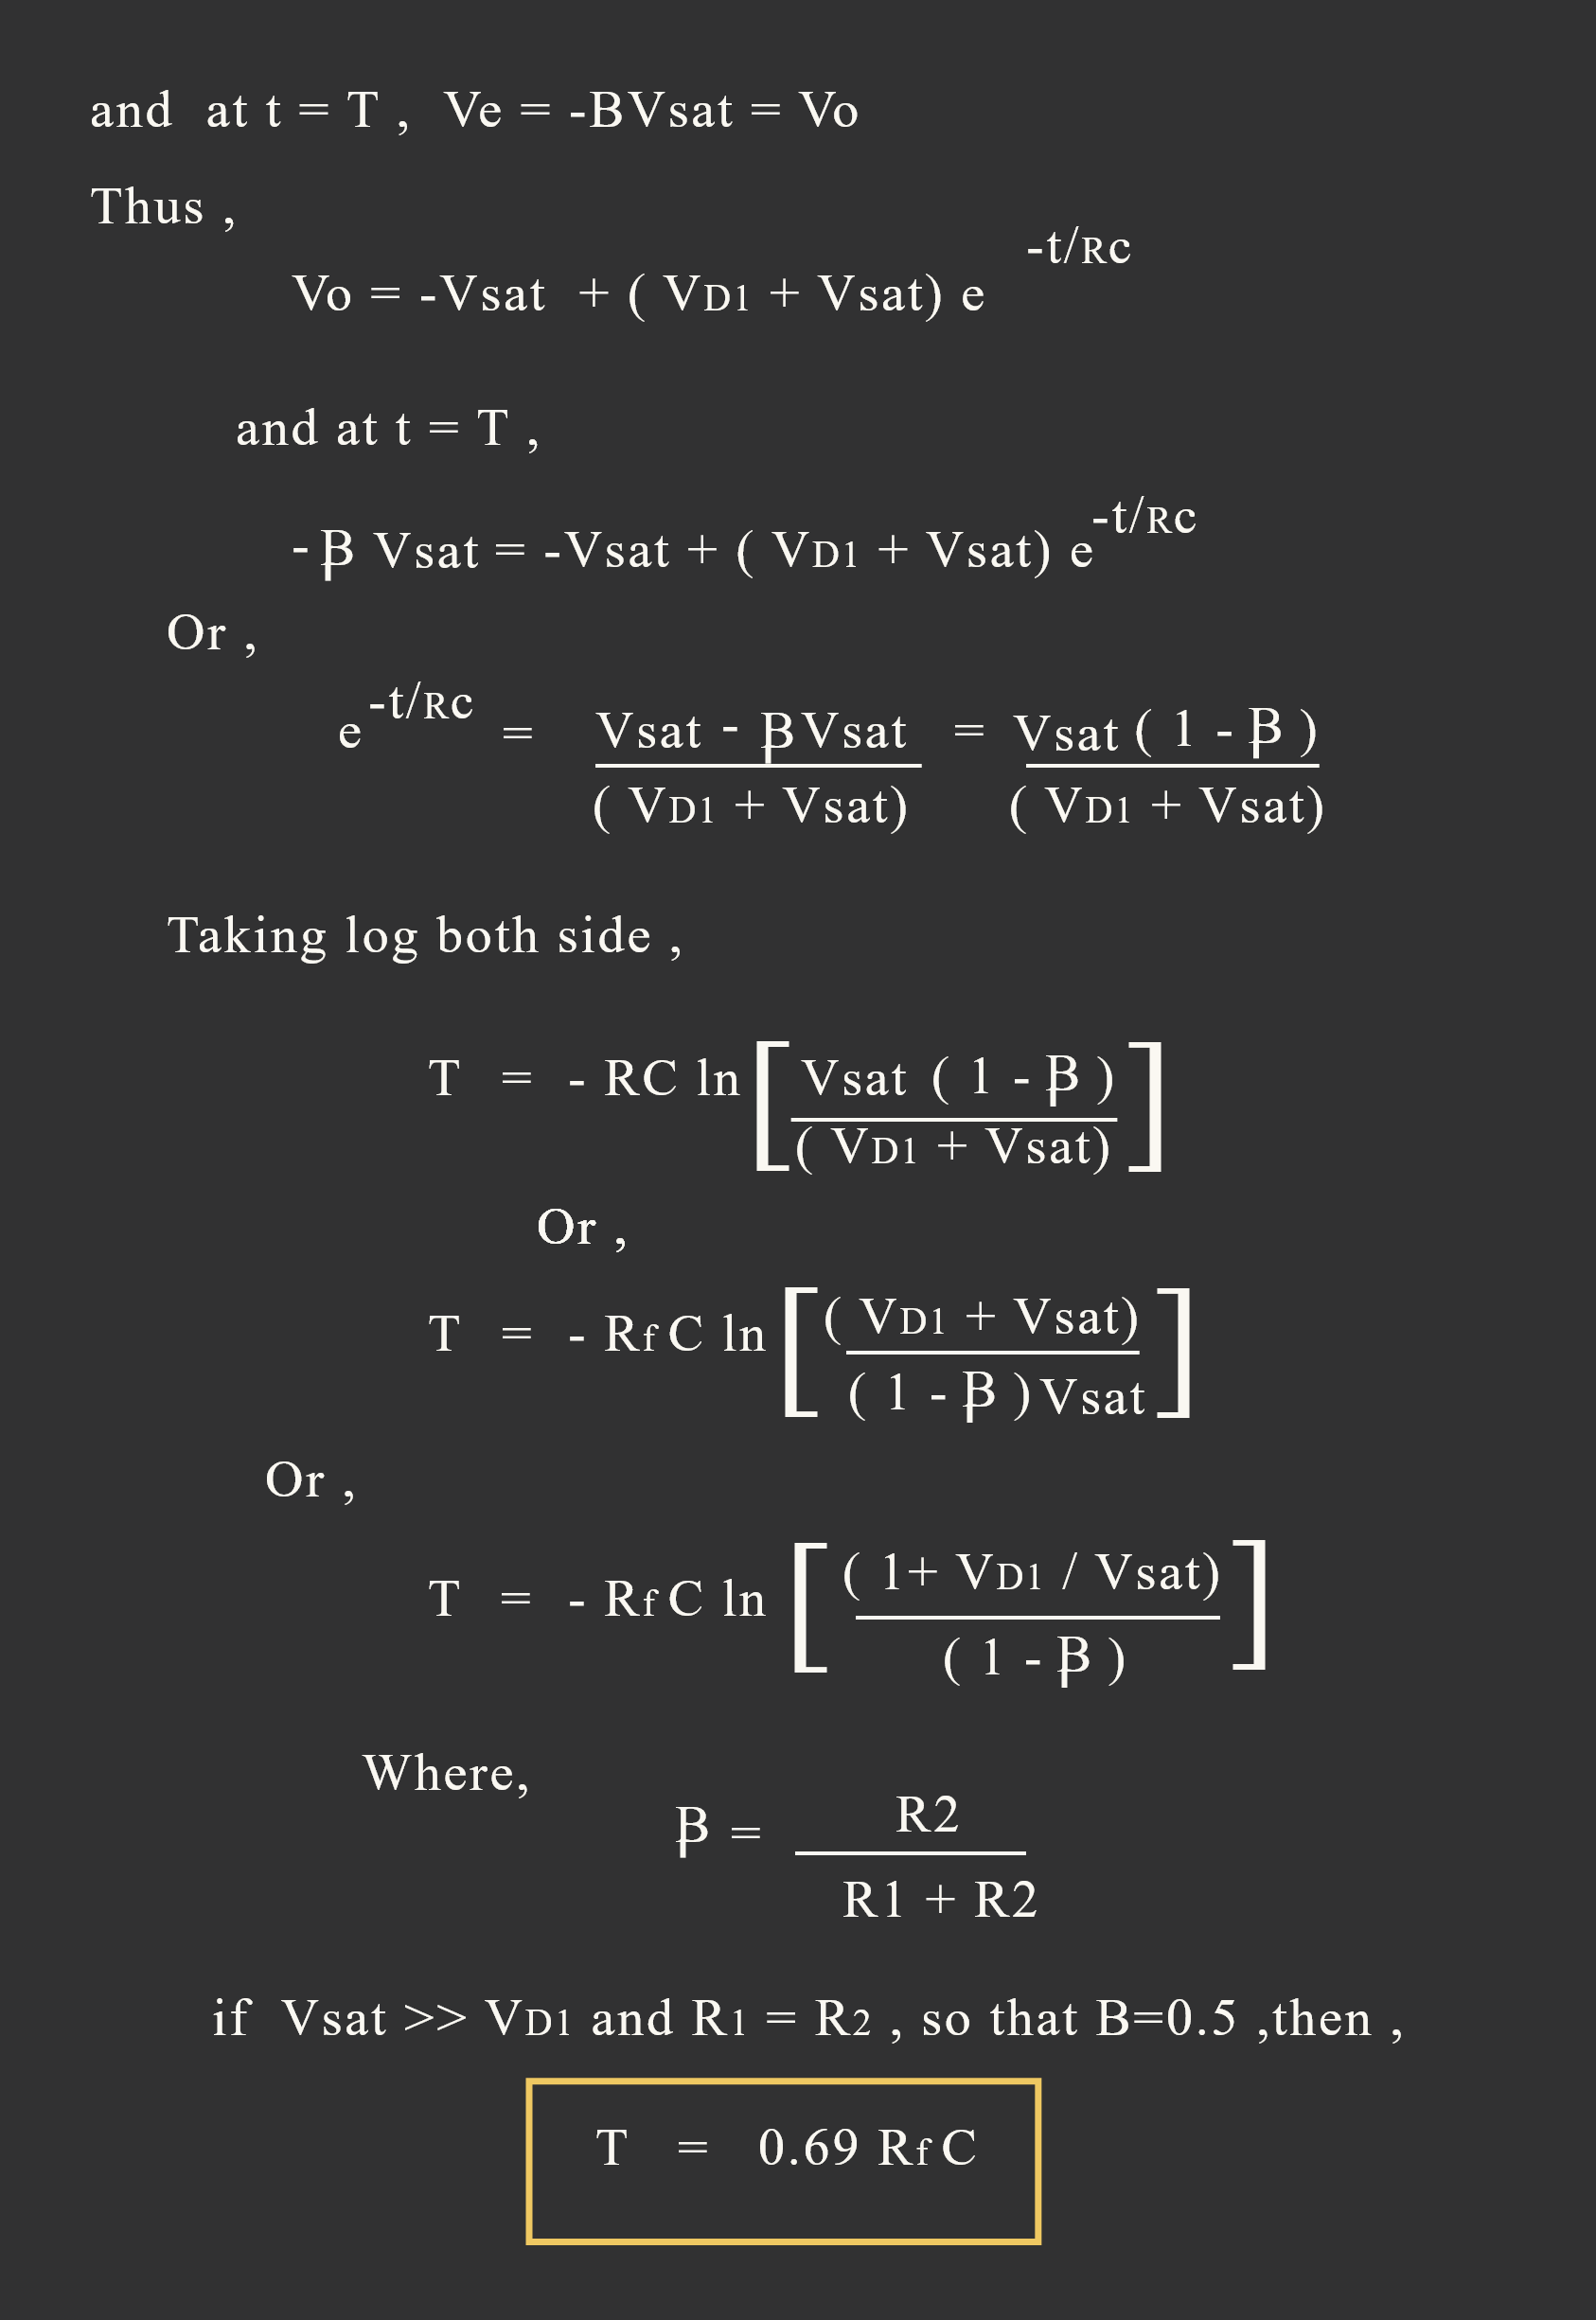 and at t = T , Ve = -BVsat = Vo
Thus ,
Vo = -Vsat + ( VD1 + Vsat) e -t/Rc
and at t = T ,
- β Vsat = -Vsat + ( VD1 + Vsat) e -t/Rc
Or ,
e -t/Rc = Vsat - βVsat / ( VD1 + Vsat) = Vsat ( 1 - β ) / ( VD1 + Vsat)
Taking log both side ,
T = - RC ln [ Vsat ( 1 - β ) / ( VD1 + Vsat) ]
Or ,
T = - Rf C ln [ ( VD1 + Vsat) / ( 1 - β ) Vsat ]
Or ,
T = - Rf C ln [ ( 1+ VD1 / Vsat) / ( 1 - β ) ]
Where,
β = R2 / R1 + R2
if Vsat >> VD1 and R1 = R2 , so that B=0.5 ,then ,
T = 0.69 Rf C